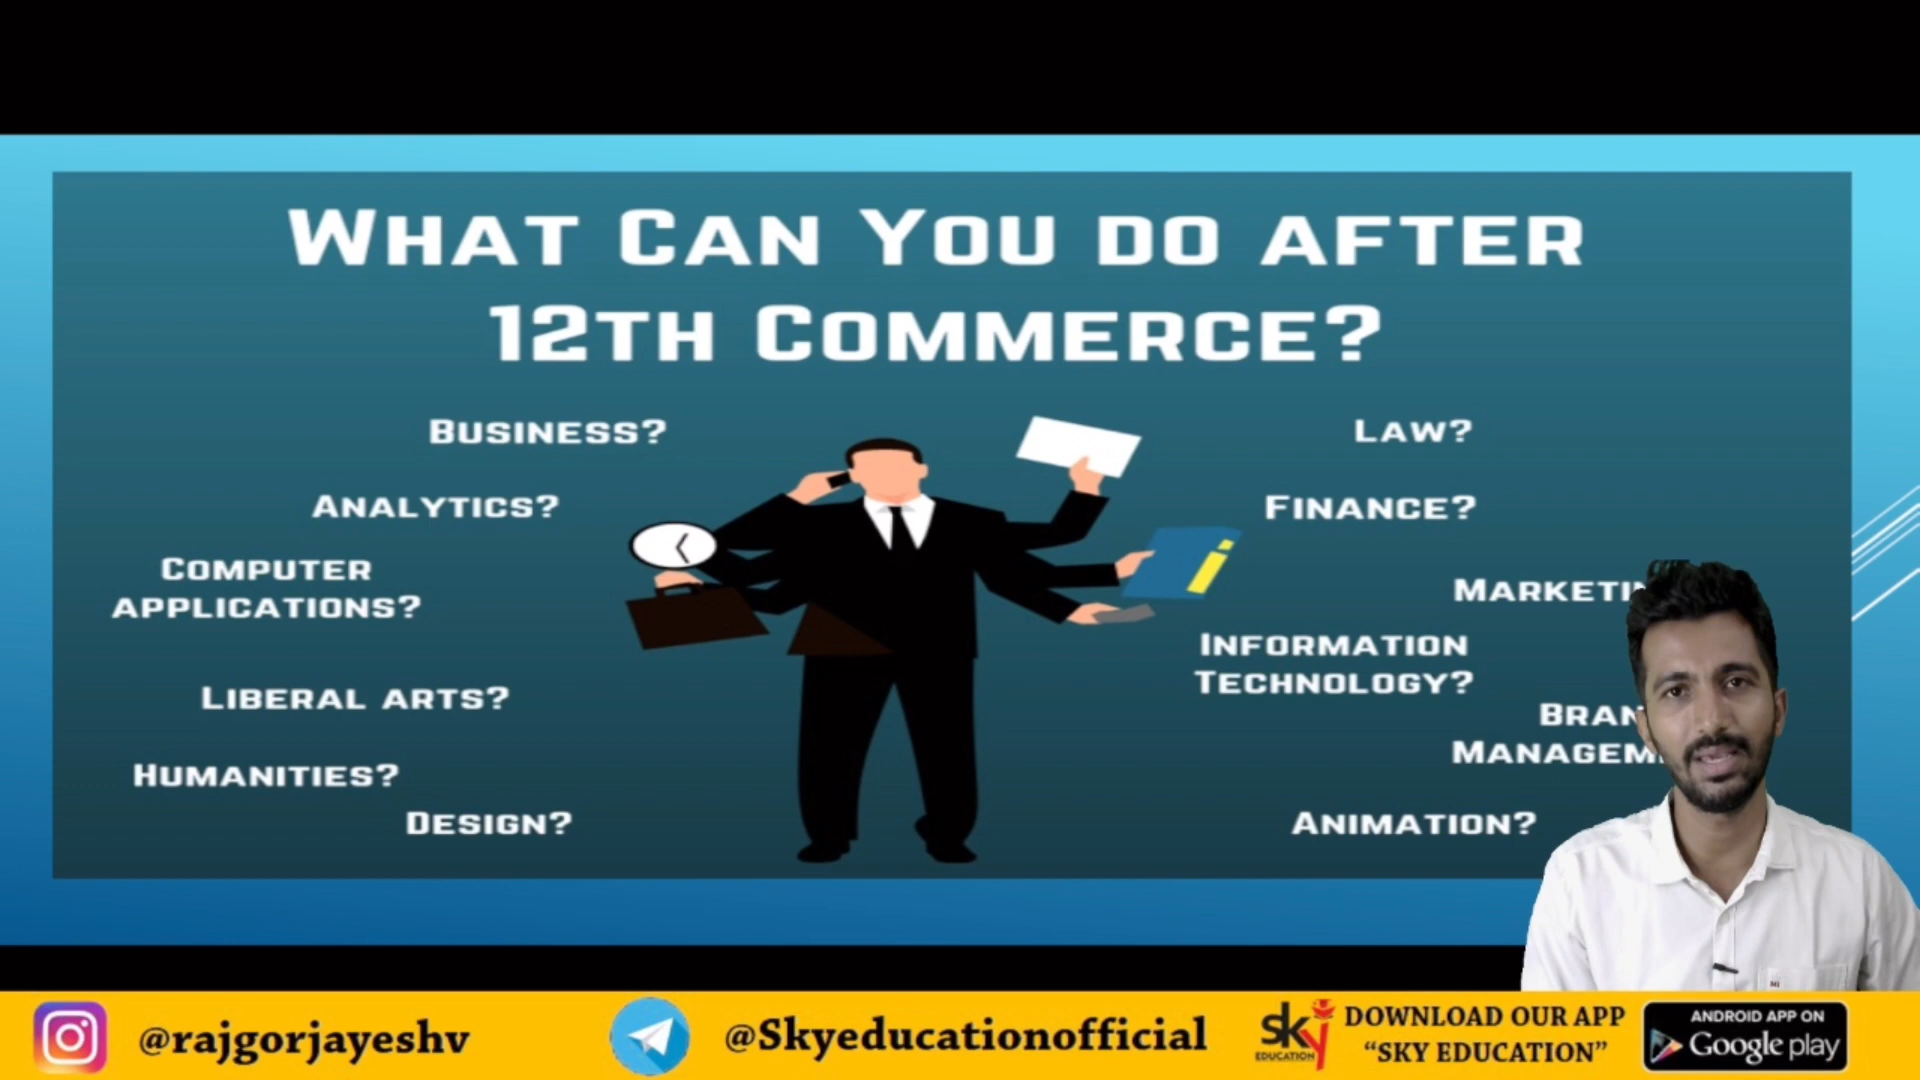 WHAT CAN YOU DO AFTER
12TH COMMERCE?
BUSINESS?
LAW?
ANALYTICS?
FINANCE?
COMPUTER
APPLICATIONS?
INFORMATION
TECHNOLOGY?
LIBERAL ARTS?
HUMANITIES?
DESIGN?
ANIMATION?
@rajgorjayeshv
@Skyeducationofficial
sky
EDUCATION
DOWNLOAD OUR APP
“SKY EDUCATION”
ANDROID APP ON
Google play